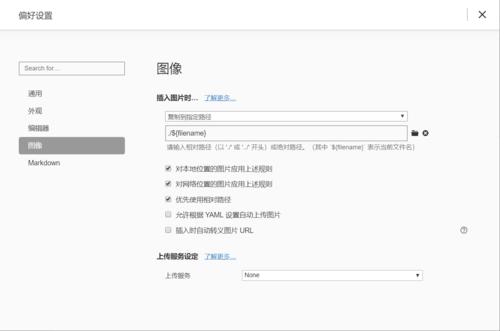 偏好设置
Search for...
通用
外观
编辑器
图像
Markdown
图像
插入图片时... 了解更多...
复制到指定路径
./${filename}
请输入相对路径（以 './' 或 '../' 开头）或绝对路径。（其中 `${filename}` 表示当前文件名）
对本地位置的图片应用上述规则
对网络位置的图片应用上述规则
优先使用相对路径
允许根据 YAML 设置自动上传图片
插入时自动转义图片 URL
上传服务设定 了解更多...
上传服务 None